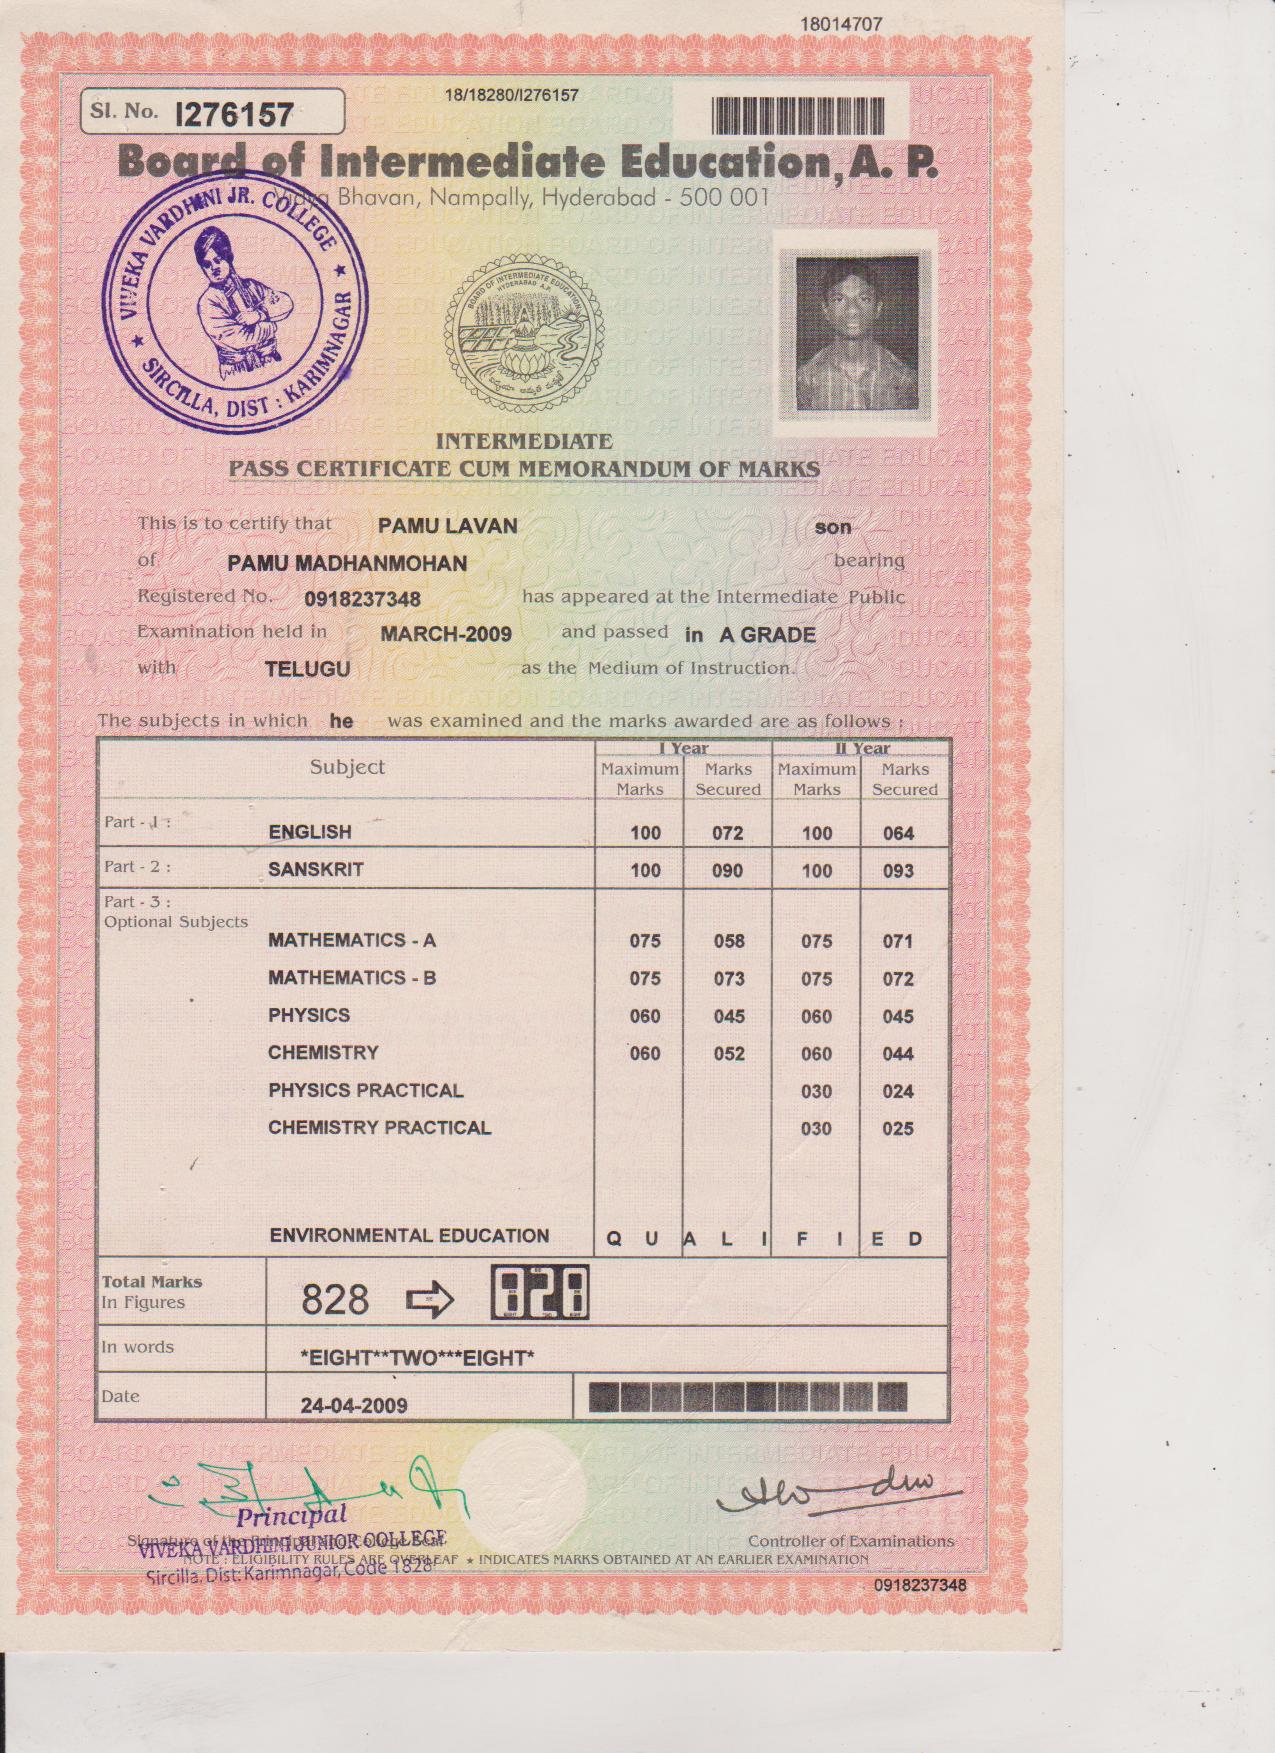 18014707
Sl. No. I276157
18/18280/I276157
Board of Intermediate Education, A. P.
Vidya Bhavan, Nampally, Hyderabad - 500 001
VIVEKA VARDHINI JR. COLLEGE
SIRCILLA, DIST : KARIMNAGAR
BOARD OF INTERMEDIATE EDUCATION
HYDERABAD A.P.
INTERMEDIATE
PASS CERTIFICATE CUM MEMORANDUM OF MARKS
This is to certify that PAMU LAVAN son
of PAMU MADHANMOHAN bearing
Registered No. 0918237348 has appeared at the Intermediate Public
Examination held in MARCH-2009 and passed in A GRADE
with TELUGU as the Medium of Instruction.
The subjects in which he was examined and the marks awarded are as follows :
Subject I Year II Year
Maximum Marks Marks Secured Maximum Marks Marks Secured
Part - 1 : ENGLISH 100 072 100 064
Part - 2 : SANSKRIT 100 090 100 093
Part - 3 :
Optional Subjects
MATHEMATICS - A 075 058 075 071
MATHEMATICS - B 075 073 075 072
PHYSICS 060 045 060 045
CHEMISTRY 060 052 060 044
PHYSICS PRACTICAL 030 024
CHEMISTRY PRACTICAL 030 025
ENVIRONMENTAL EDUCATION Q U A L I F I E D
Total Marks
In Figures 828 828
In words *EIGHT**TWO***EIGHT*
Date 24-04-2009
Principal
Signature of the Principal
Controller of Examinations
VIVEKA VARDHINI JUNIOR COLLEGE
NOTE : ELIGIBILITY RULES ARE OVERLEAF ★ INDICATES MARKS OBTAINED AT AN EARLIER EXAMINATION
Sircilla, Dist: Karimnagar, Code 1828
0918237348